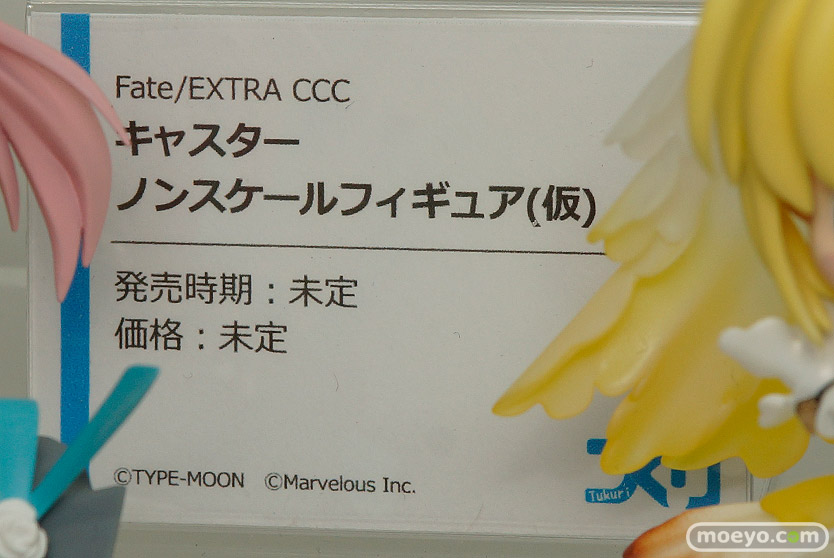 Fate/EXTRA CCC
キャスター
ノンスケールフィギュア(仮)
発売時期：未定
価格：未定
©TYPE-MOON ©Marvelous Inc.
Tukuri
moeyo.com